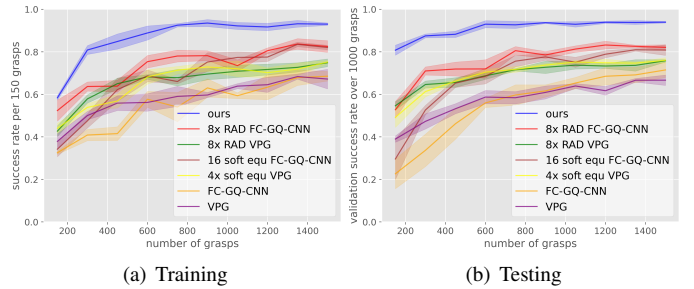 success rate per 150 grasps
1.0
0.8
0.6
0.4
0.2
0.0
200 400 600 800 1000 1200 1400
number of grasps
ours
8x RAD FC-GQ-CNN
8x RAD VPG
16 soft equ FC-GQ-CNN
4x soft equ VPG
FC-GQ-CNN
VPG
(a) Training
validation success rate over 1000 grasps
1.0
0.8
0.6
0.4
0.2
0.0
200 400 600 800 1000 1200 1400
number of grasps
ours
8x RAD FC-GQ-CNN
8x RAD VPG
16 soft equ FC-GQ-CNN
4x soft equ VPG
FC-GQ-CNN
VPG
(b) Testing